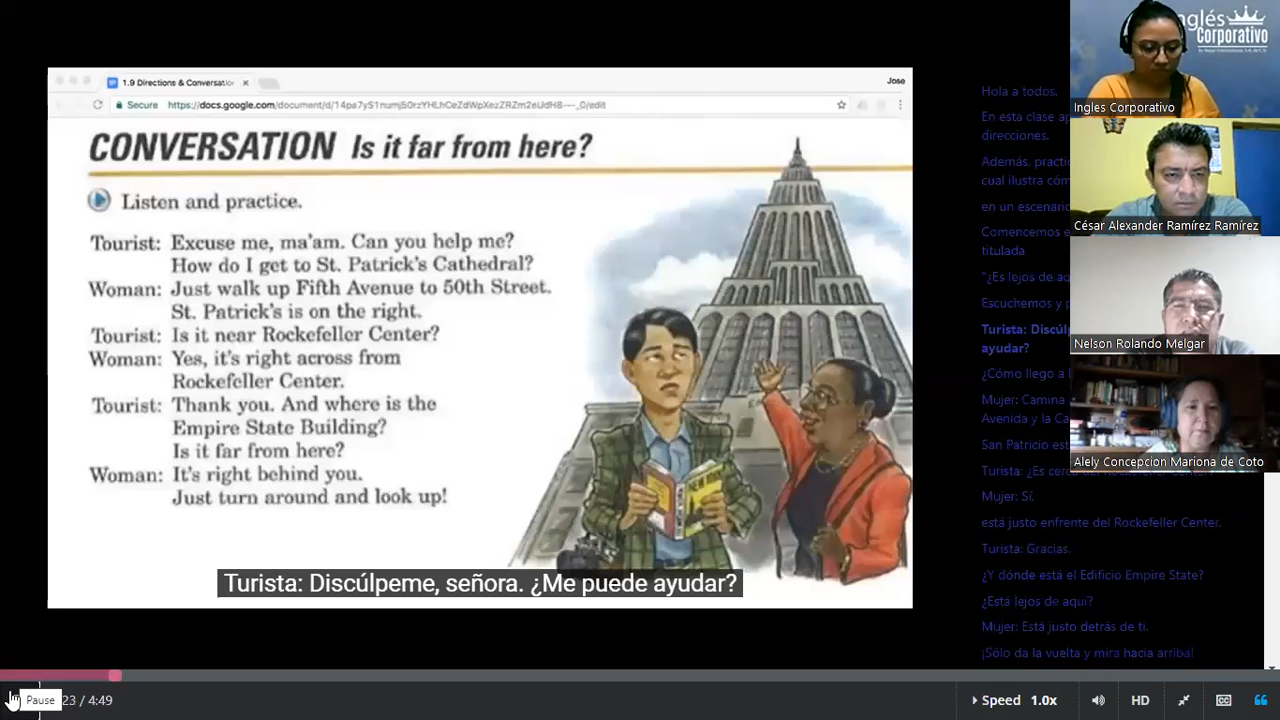 1.9 Directions & Conversatio
Jose
Secure https://docs.google.com/document/d/14pa7yS1numj50rzYHLhCeZdWpXezZRZm2eUdH8---_0/edit
CONVERSATION Is it far from here?
Listen and practice.
Tourist: Excuse me, ma'am. Can you help me?
How do I get to St. Patrick's Cathedral?
Woman: Just walk up Fifth Avenue to 50th Street.
St. Patrick's is on the right.
Tourist: Is it near Rockefeller Center?
Woman: Yes, it's right across from
Rockefeller Center.
Tourist: Thank you. And where is the
Empire State Building?
Is it far from here?
Woman: It's right behind you.
Just turn around and look up!
Turista: Discúlpeme, señora. ¿Me puede ayudar?
Hola a todos.
En esta clase
direcciones.
Además, practi
cual ilustra cóm
en un escenario
Comencemos e
titulada
"¿Es lejos de aq
Escuchemos y p
Turista: Discúlp
ayudar?
¿Cómo llego a l
Mujer: Camina
Avenida y la Ca
San Patricio est
Turista: ¿Es cerc
Mujer: Sí.
está justo enfrente del Rockefeller Center.
Turista: Gracias.
¿Y dónde está el Edificio Empire State?
¿Está lejos de aquí?
Mujer: Está justo detrás de ti.
¡Sólo da la vuelta y mira hacia arriba!
Inglés
Corporativo
Ingles Corporativo
César Alexander Ramírez Ramírez
Nelson Rolando Melgar
Alely Concepcion Mariona de Coto
Pause 23 / 4:49
Speed 1.0x
HD
CC